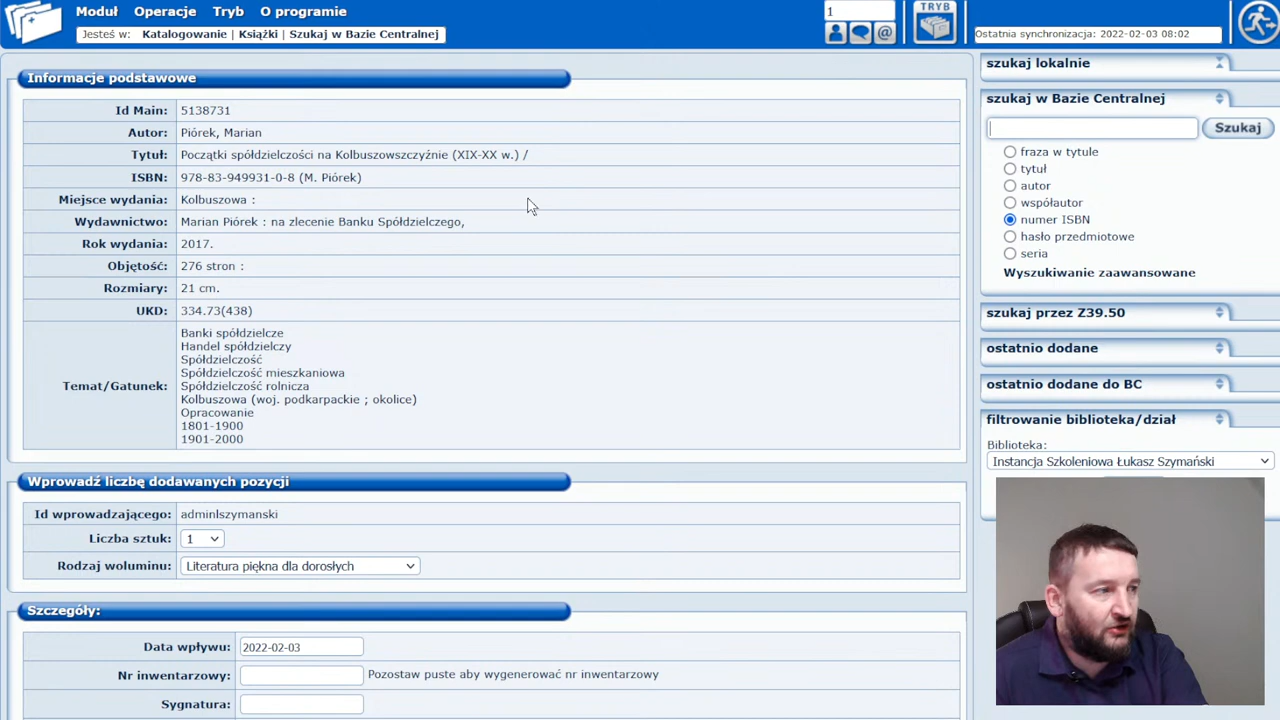 Moduł Operacje Tryb O programie
Jesteś w: Katalogowanie | Książki | Szukaj w Bazie Centralnej
1
@
TRYB
Ostatnia synchronizacja: 2022-02-03 08:02
Informacje podstawowe
Id Main: 5138731
Autor: Piórek, Marian
Tytuł: Początki spółdzielczości na Kolbuszowszczyźnie (XIX-XX w.) /
ISBN: 978-83-949931-0-8 (M. Piórek)
Miejsce wydania: Kolbuszowa :
Wydawnictwo: Marian Piórek : na zlecenie Banku Spółdzielczego,
Rok wydania: 2017.
Objętość: 276 stron :
Rozmiary: 21 cm.
UKD: 334.73(438)
Temat/Gatunek: Banki spółdzielcze
Handel spółdzielczy
Spółdzielczość
Spółdzielczość mieszkaniowa
Spółdzielczość rolnicza
Kolbuszowa (woj. podkarpackie ; okolice)
Opracowanie
1801-1900
1901-2000
Wprowadź liczbę dodawanych pozycji
Id wprowadzającego: adminlszymanski
Liczba sztuk: 1
Rodzaj woluminu: Literatura piękna dla dorosłych
Szczegóły:
Data wpływu: 2022-02-03
Nr inwentarzowy: Pozostaw puste aby wygenerować nr inwentarzowy
Sygnatura:
szukaj lokalnie
szukaj w Bazie Centralnej
Szukaj
fraza w tytule
tytuł
autor
współautor
numer ISBN
hasło przedmiotowe
seria
Wyszukiwanie zaawansowane
szukaj przez Z39.50
ostatnio dodane
ostatnio dodane do BC
filtrowanie biblioteka/dział
Biblioteka:
Instancja Szkoleniowa Łukasz Szymański